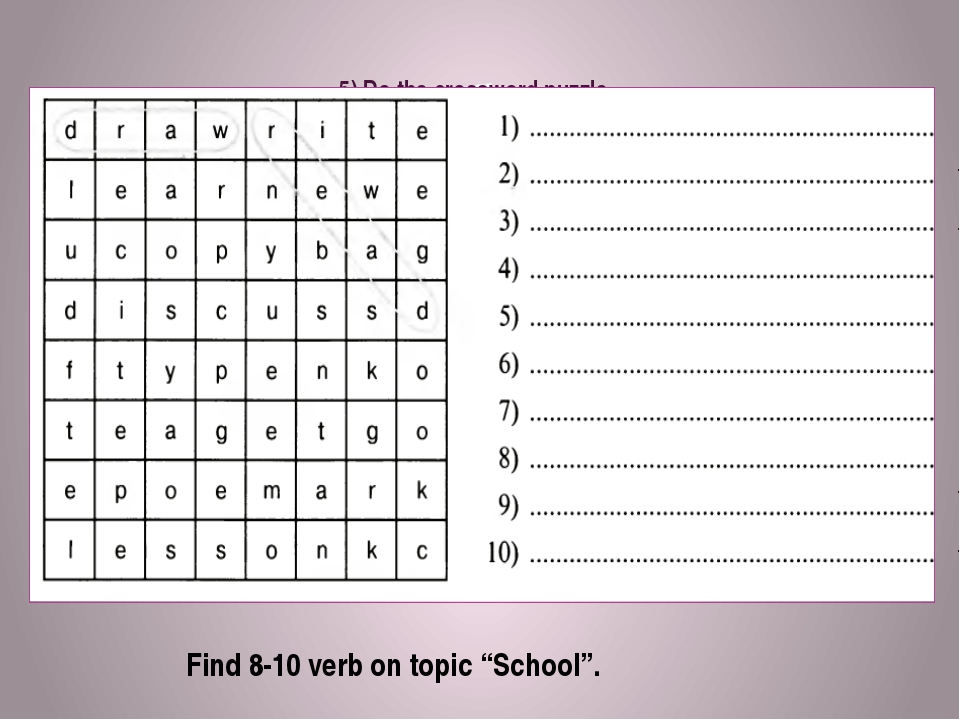 5) Do the crossword puzzle
d r a w r i t e
l e a r n e w e
u c o p y b a g
d i s c u s s d
f t y p e n k o
t e a g e t g o
e p o e m a r k
l e s s o n k c
1) ..............................................................
2) ..............................................................
3) ..............................................................
4) ..............................................................
5) ..............................................................
6) ..............................................................
7) ..............................................................
8) ..............................................................
9) ..............................................................
10) ..............................................................
Find 8-10 verb on topic “School”.